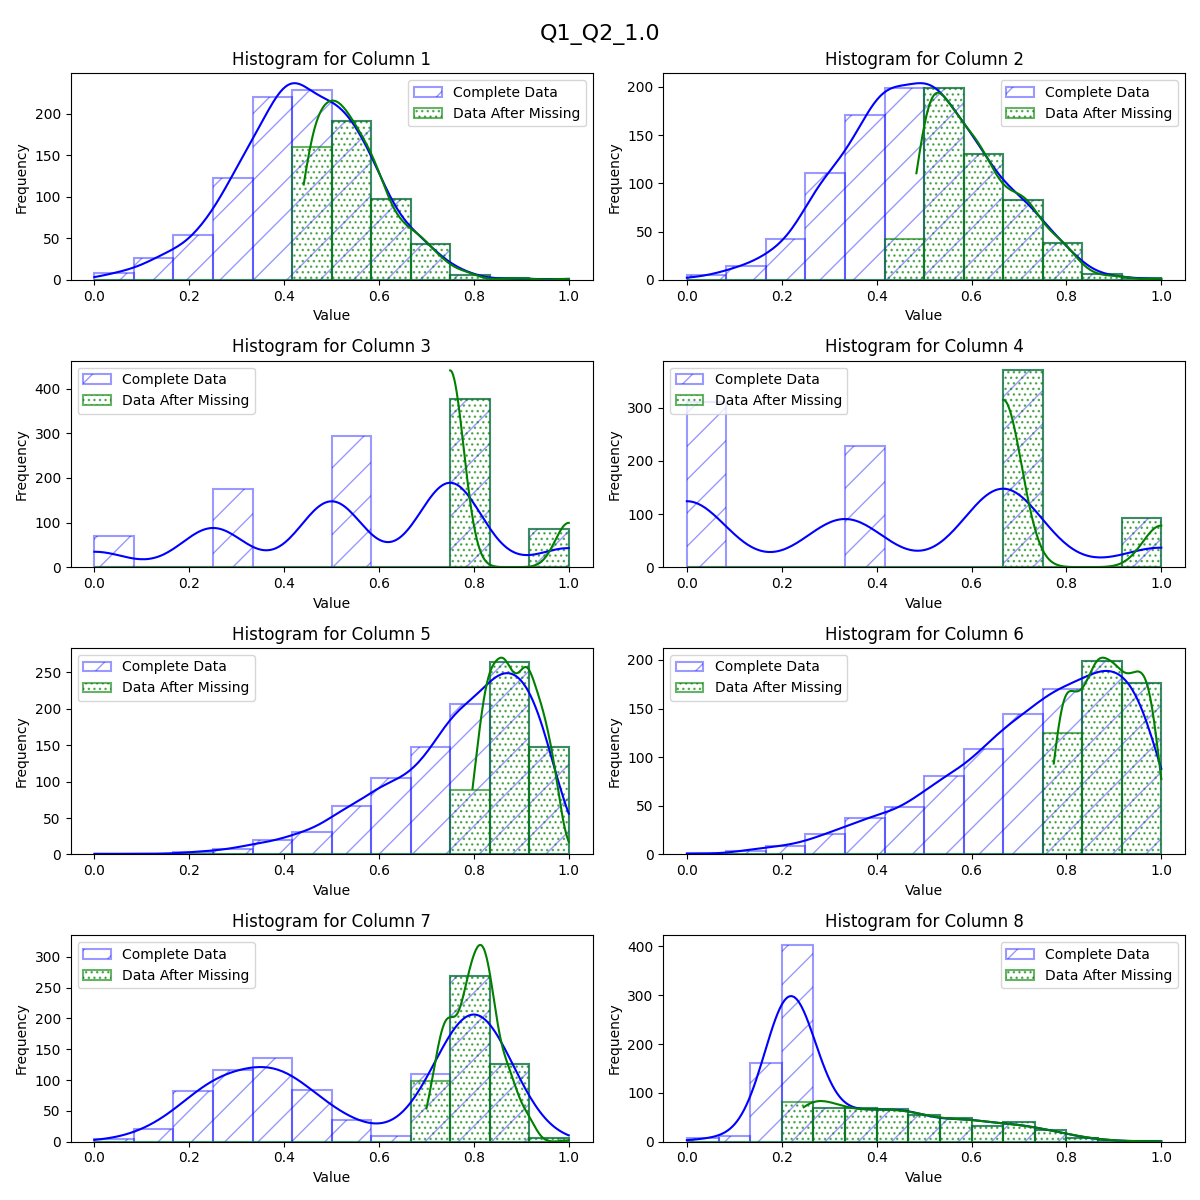 Q1_Q2_1.0
Histogram for Column 1
Complete Data
Data After Missing
Frequency
200
150
100
50
0
0.0 0.2 0.4 0.6 0.8 1.0
Value
Histogram for Column 2
Complete Data
Data After Missing
Frequency
200
150
100
50
0
0.0 0.2 0.4 0.6 0.8 1.0
Value
Histogram for Column 3
Complete Data
Data After Missing
Frequency
400
300
200
100
0
0.0 0.2 0.4 0.6 0.8 1.0
Value
Histogram for Column 4
Complete Data
Data After Missing
Frequency
300
200
100
0
0.0 0.2 0.4 0.6 0.8 1.0
Value
Histogram for Column 5
Complete Data
Data After Missing
Frequency
250
200
150
100
50
0
0.0 0.2 0.4 0.6 0.8 1.0
Value
Histogram for Column 6
Complete Data
Data After Missing
Frequency
200
150
100
50
0
0.0 0.2 0.4 0.6 0.8 1.0
Value
Histogram for Column 7
Complete Data
Data After Missing
Frequency
300
250
200
150
100
50
0
0.0 0.2 0.4 0.6 0.8 1.0
Value
Histogram for Column 8
Complete Data
Data After Missing
Frequency
400
300
200
100
0
0.0 0.2 0.4 0.6 0.8 1.0
Value